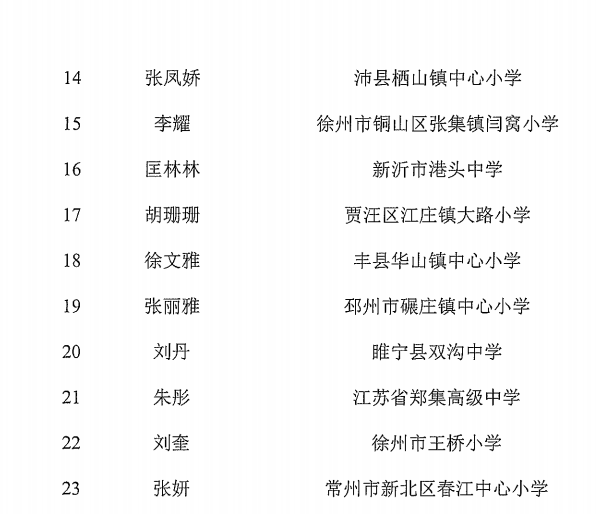 14 张凤娇 沛县栖山镇中心小学
15 李耀 徐州市铜山区张集镇闫窝小学
16 匡林林 新沂市港头中学
17 胡珊珊 贾汪区江庄镇大路小学
18 徐文雅 丰县华山镇中心小学
19 张丽雅 邳州市碾庄镇中心小学
20 刘丹 睢宁县双沟中学
21 朱彤 江苏省郑集高级中学
22 刘奎 徐州市王桥小学
23 张妍 常州市新北区春江中心小学